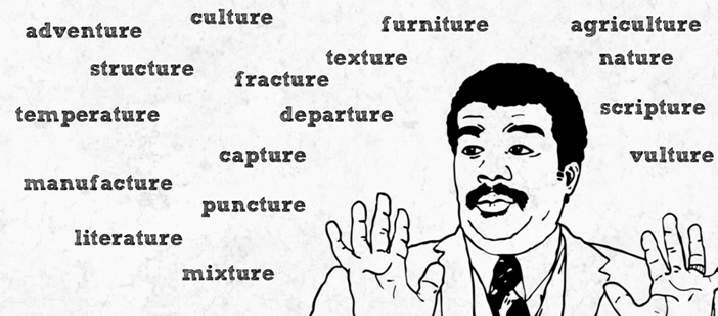 adventure
culture
furniture
agriculture
structure
fracture
texture
nature
temperature
departure
scripture
capture
vulture
manufacture
puncture
literature
mixture